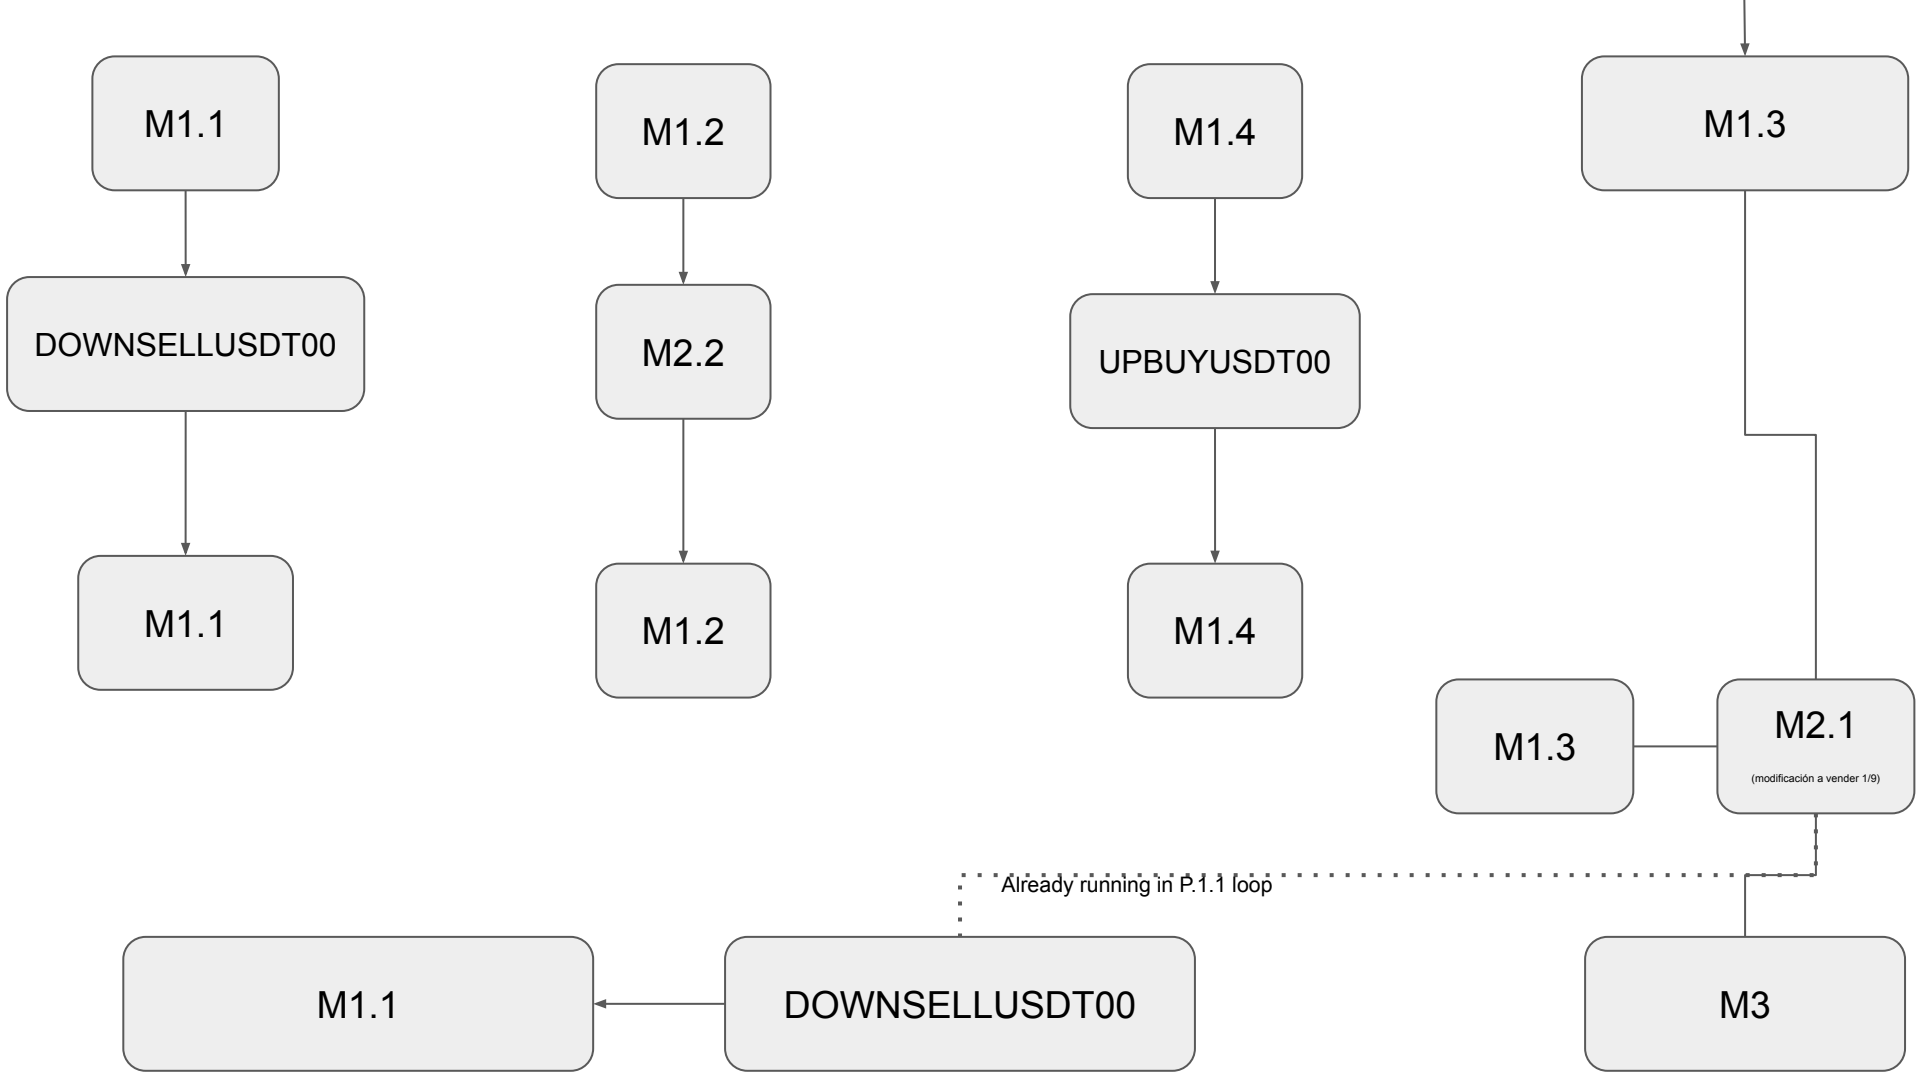 M1.1
M1.2
M1.4
M1.3
DOWNSELLUSDT00
M2.2
UPBUYUSDT00
M1.1
M1.2
M1.4
M1.3
M2.1
(modificación a vender 1/9)
Already running in P.1.1 loop
M1.1
DOWNSELLUSDT00
M3